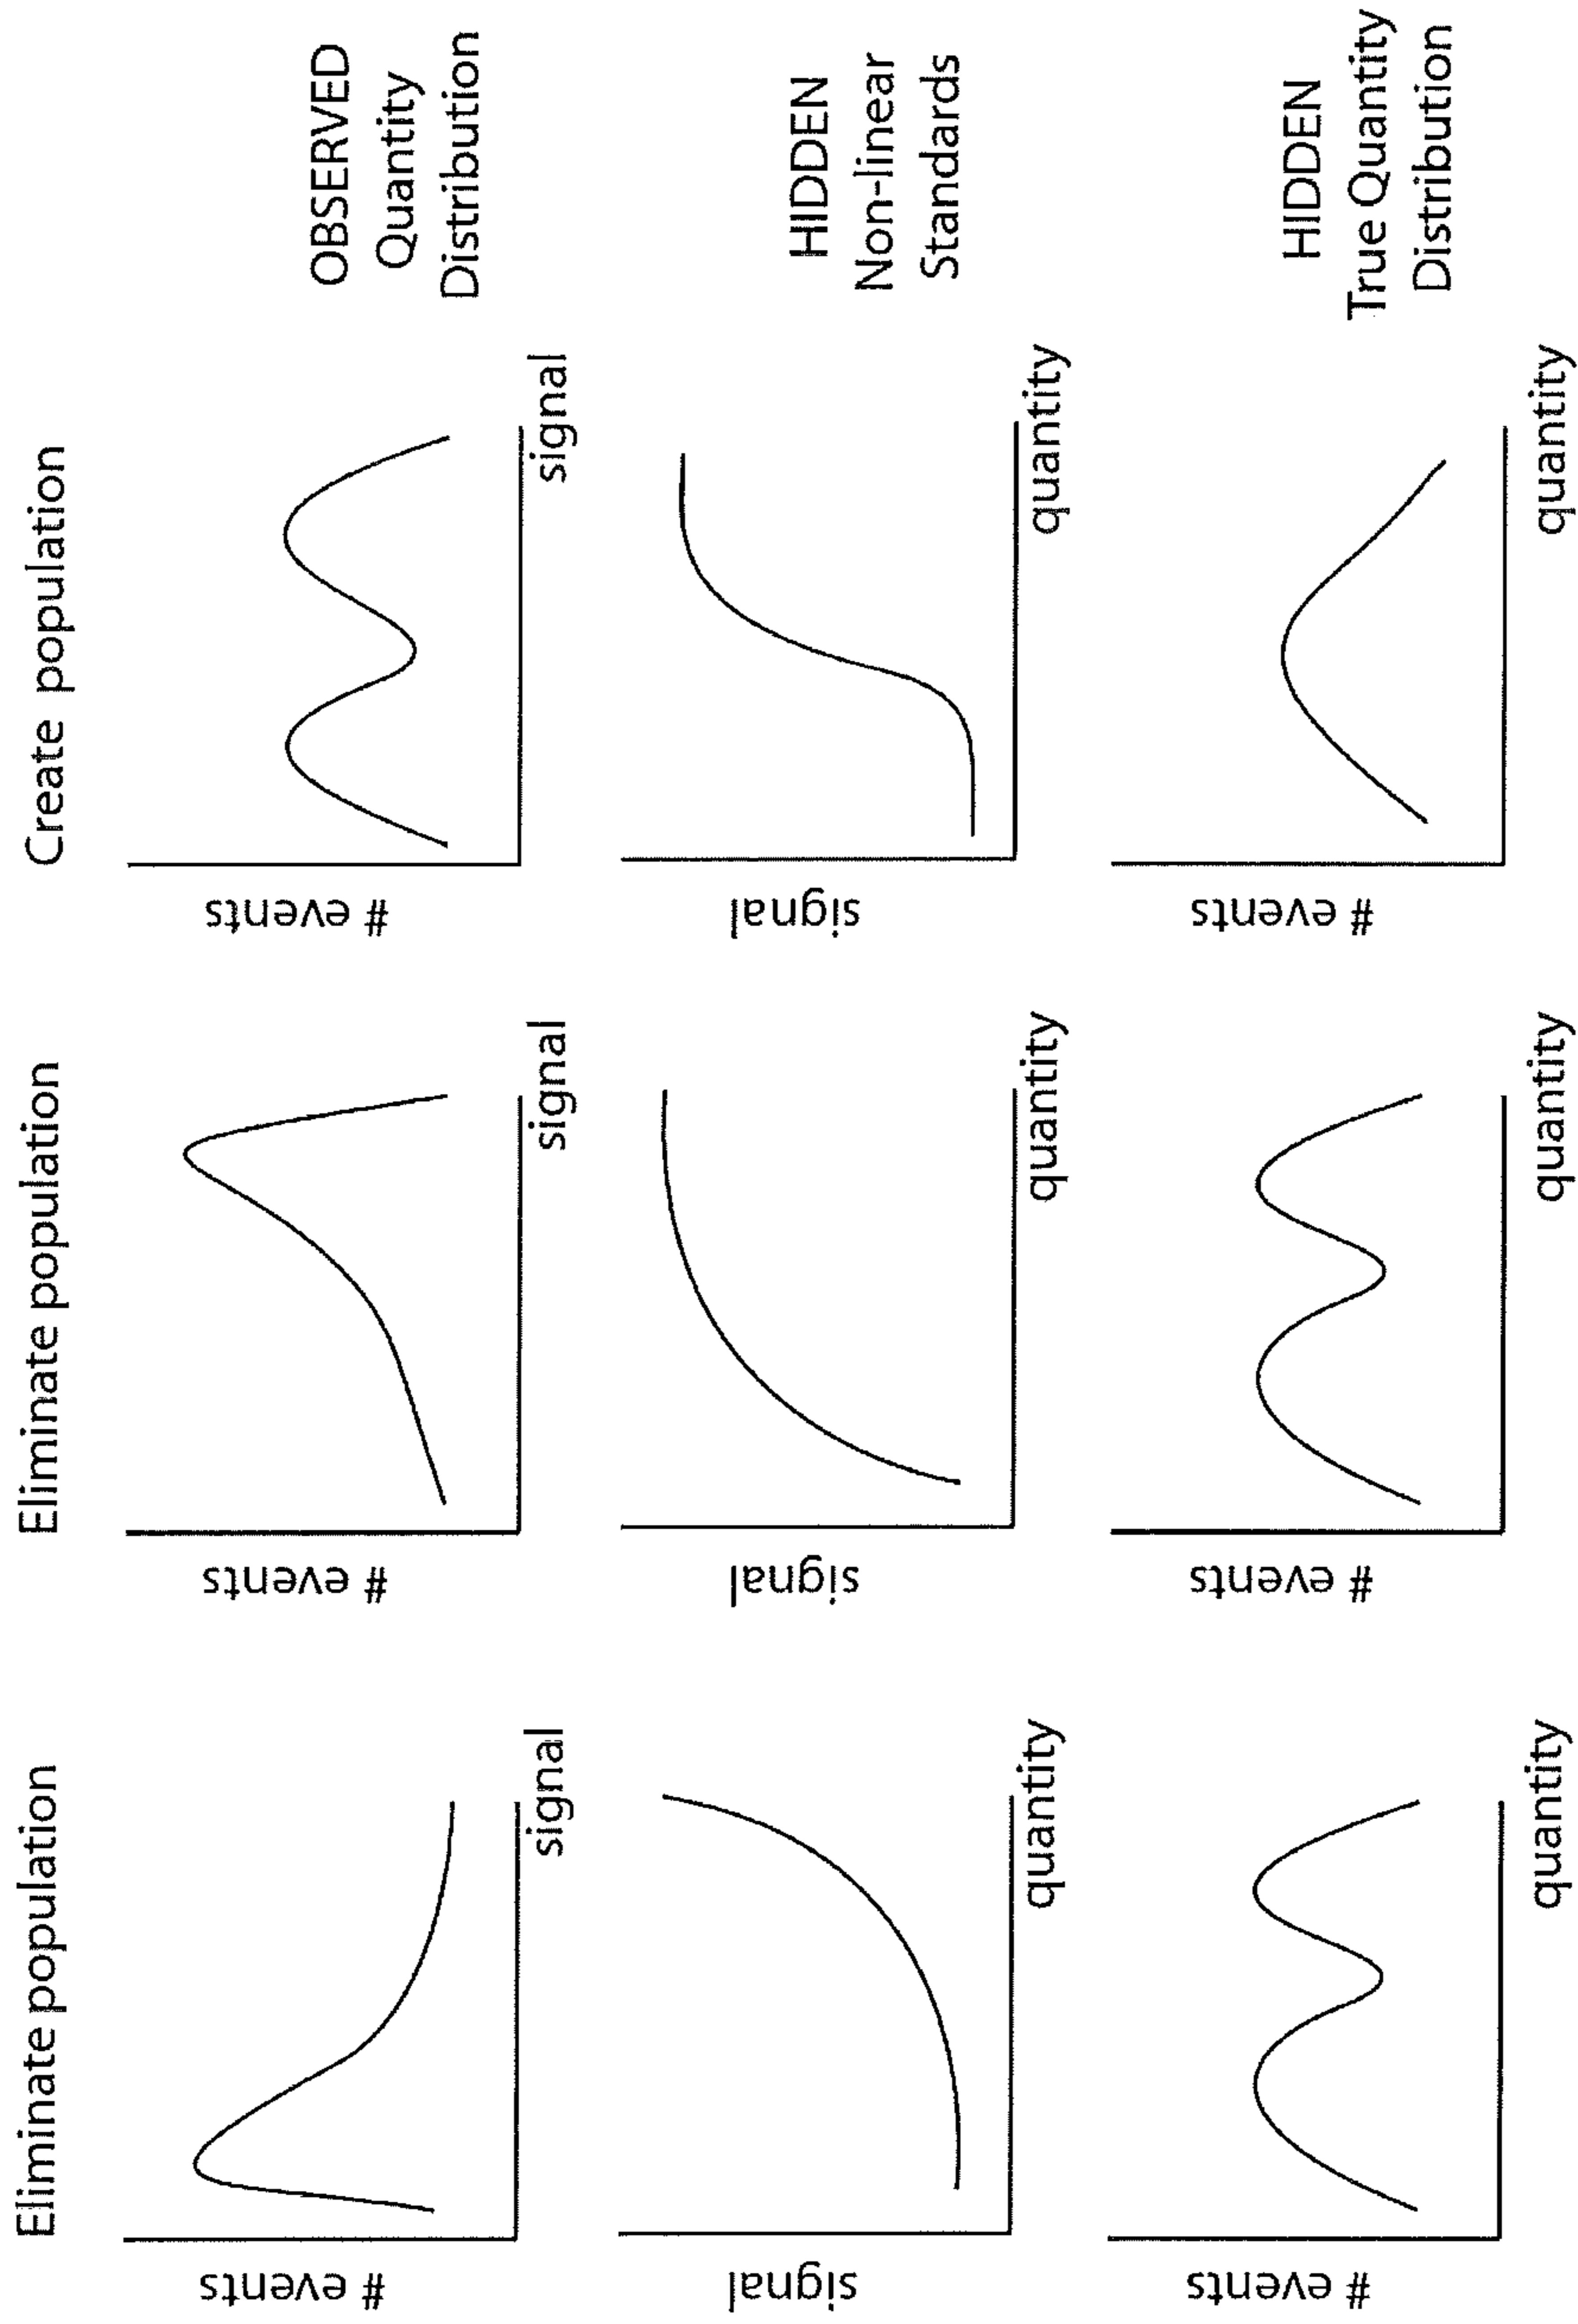 Eliminate population
Eliminate population
Create population
# events
signal
# events
signal
# events
signal
OBSERVED
Quantity
Distribution
signal
quantity
signal
quantity
signal
quantity
HIDDEN
Non-linear
Standards
# events
quantity
# events
quantity
# events
quantity
HIDDEN
True Quantity
Distribution